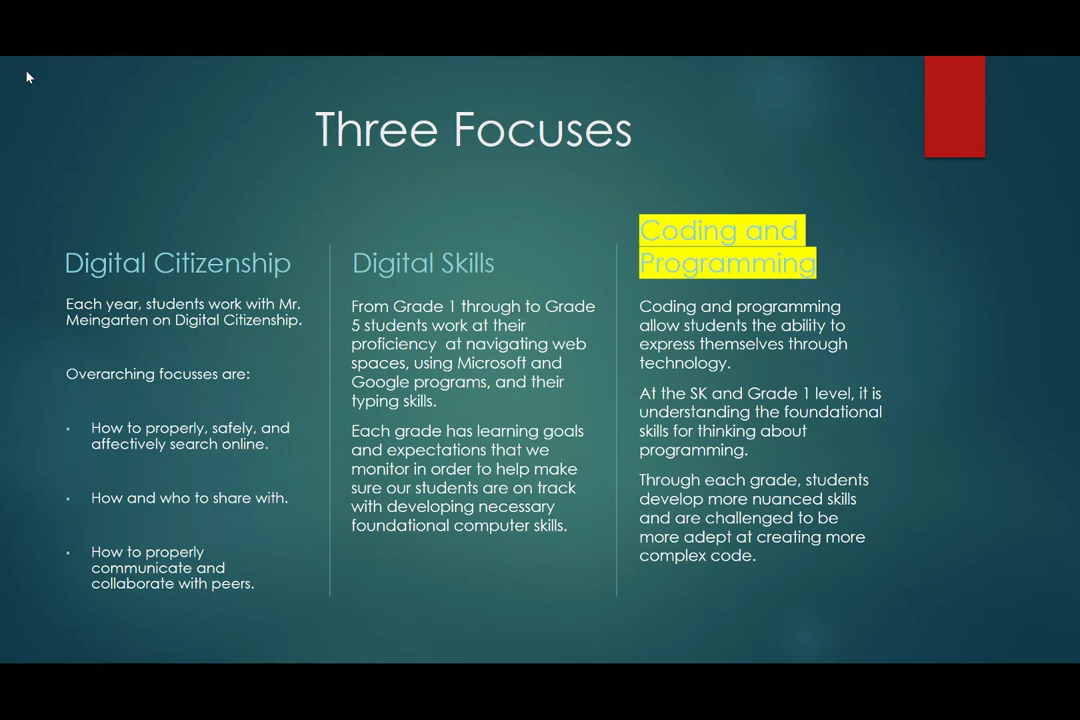 Three Focuses
Digital Citizenship
Each year, students work with Mr.
Meingarten on Digital Citizenship.
Overarching focusses are:
• How to properly, safely, and
affectively search online.
• How and who to share with.
• How to properly
communicate and
collaborate with peers.
Digital Skills
From Grade 1 through to Grade
5 students work at their
proficiency at navigating web
spaces, using Microsoft and
Google programs, and their
typing skills.
Each grade has learning goals
and expectations that we
monitor in order to help make
sure our students are on track
with developing necessary
foundational computer skills.
Coding and
Programming
Coding and programming
allow students the ability to
express themselves through
technology.
At the SK and Grade 1 level, it is
understanding the foundational
skills for thinking about
programming.
Through each grade, students
develop more nuanced skills
and are challenged to be
more adept at creating more
complex code.